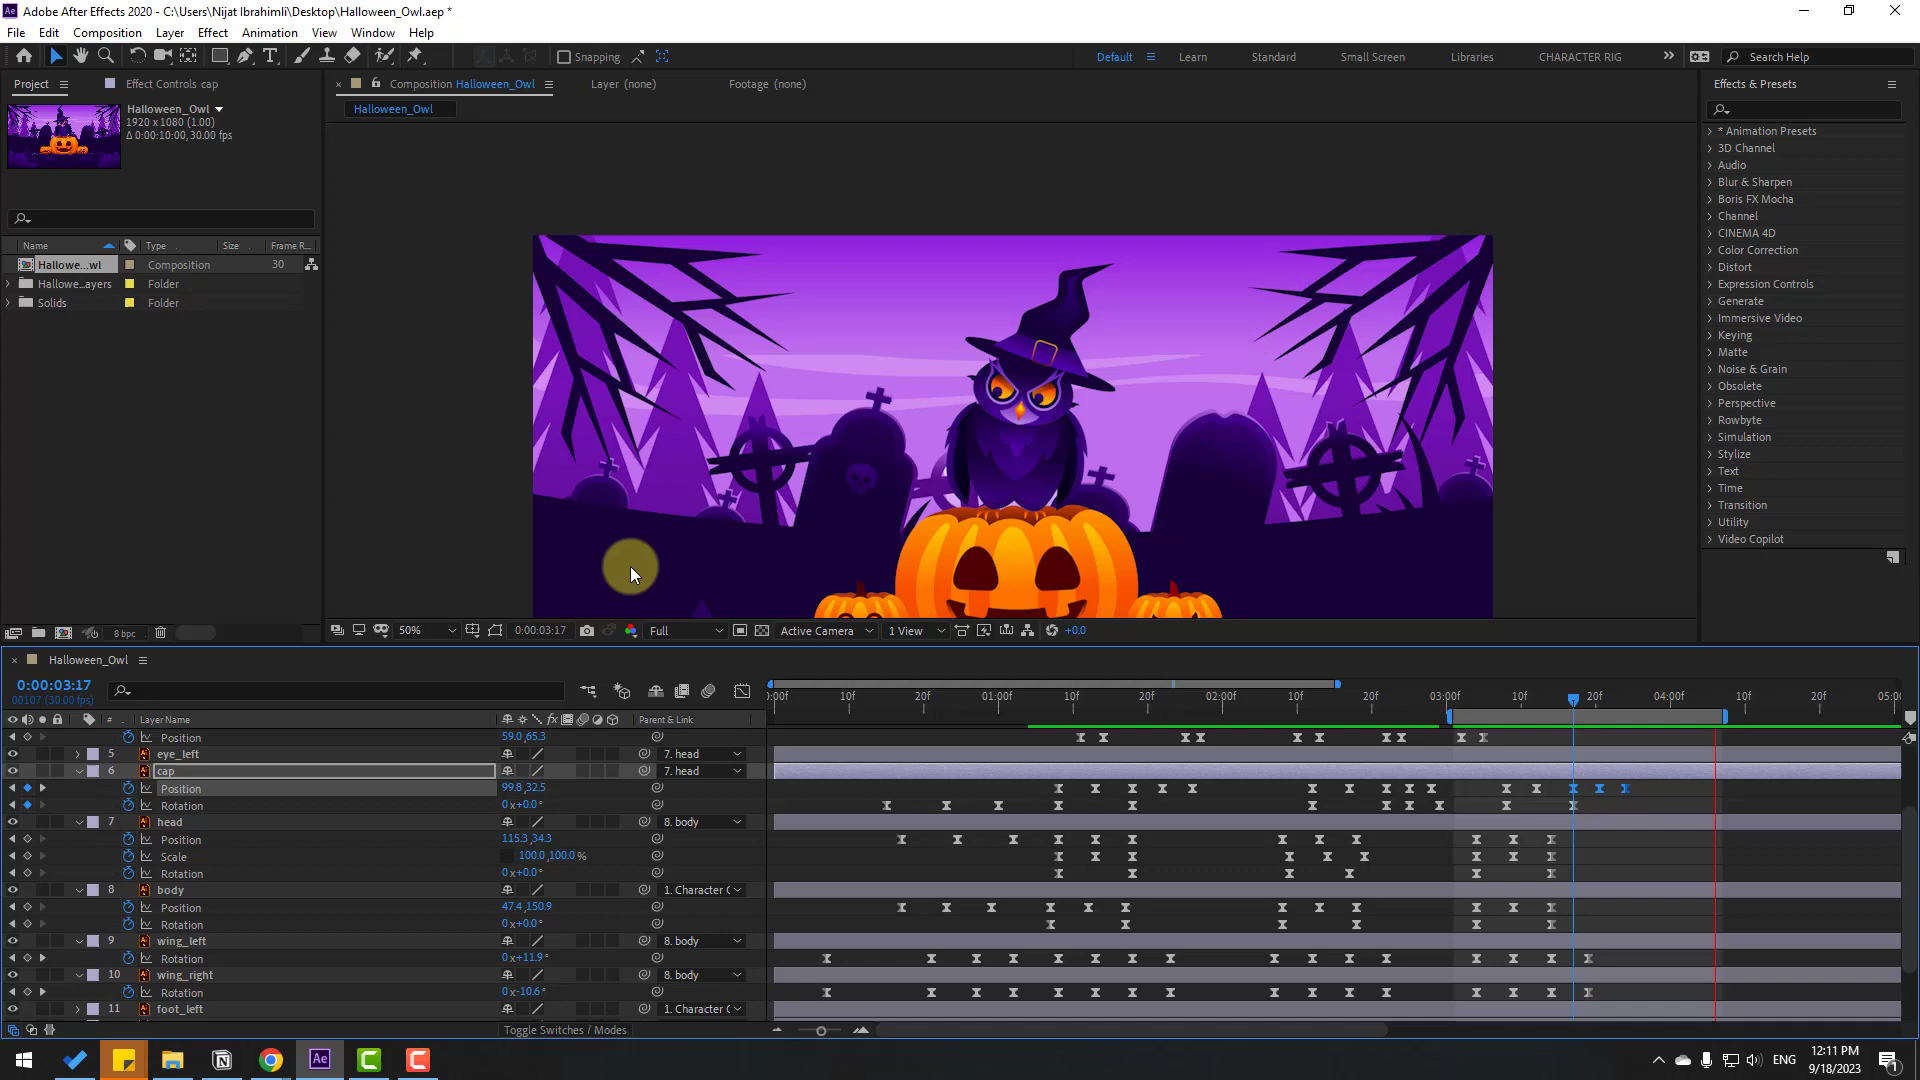 Adobe After Effects 2020 - C:\Users\Nijat Ibrahimli\Desktop\Halloween_Owl.aep *
File Edit Composition Layer Effect Animation View Window Help
Snapping
Default Learn Standard Small Screen Libraries CHARACTER RIG Search Help
Project Effect Controls cap
Composition Halloween_Owl Layer (none) Footage (none)
Effects & Presets
Halloween_Owl
1920 x 1080 (1.00)
Δ 0:00:10:00, 30.00 fps
Halloween_Owl
Name Type Size Frame R...
Hallowe...wl Composition 30
Hallowe...ayers Folder
Solids Folder
* Animation Presets
3D Channel
Audio
Blur & Sharpen
Boris FX Mocha
Channel
CINEMA 4D
Color Correction
Distort
Expression Controls
Generate
Immersive Video
Keying
Matte
Noise & Grain
Obsolete
Perspective
Rowbyte
Simulation
Stylize
Text
Time
Transition
Utility
Video Copilot
8 bpc
50% 0:00:03:17 Full Active Camera 1 View +0.0
Halloween_Owl
0:00:03:17
00107 (30.00 fps)
):00f 10f 20f 01:00f 10f 20f 02:00f 10f 20f 03:00f 10f 20f 04:00f 10f 20f 05:00
# Layer Name fx Parent & Link
Position 59.0,65.3
5 eye_left 7. head
6 cap 7. head
Position 99.8,32.5
Rotation 0x+0.0°
7 head 8. body
Position 115.3,34.3
Scale 100.0,100.0%
Rotation 0x+0.0°
8 body 1. Character C
Position 47.4,150.9
Rotation 0x+0.0°
9 wing_left 8. body
Rotation 0x+11.9°
10 wing_right 8. body
Rotation 0x-10.6°
11 foot_left 1. Character C
Toggle Switches / Modes
ENG
12:11 PM
9/18/2023
1